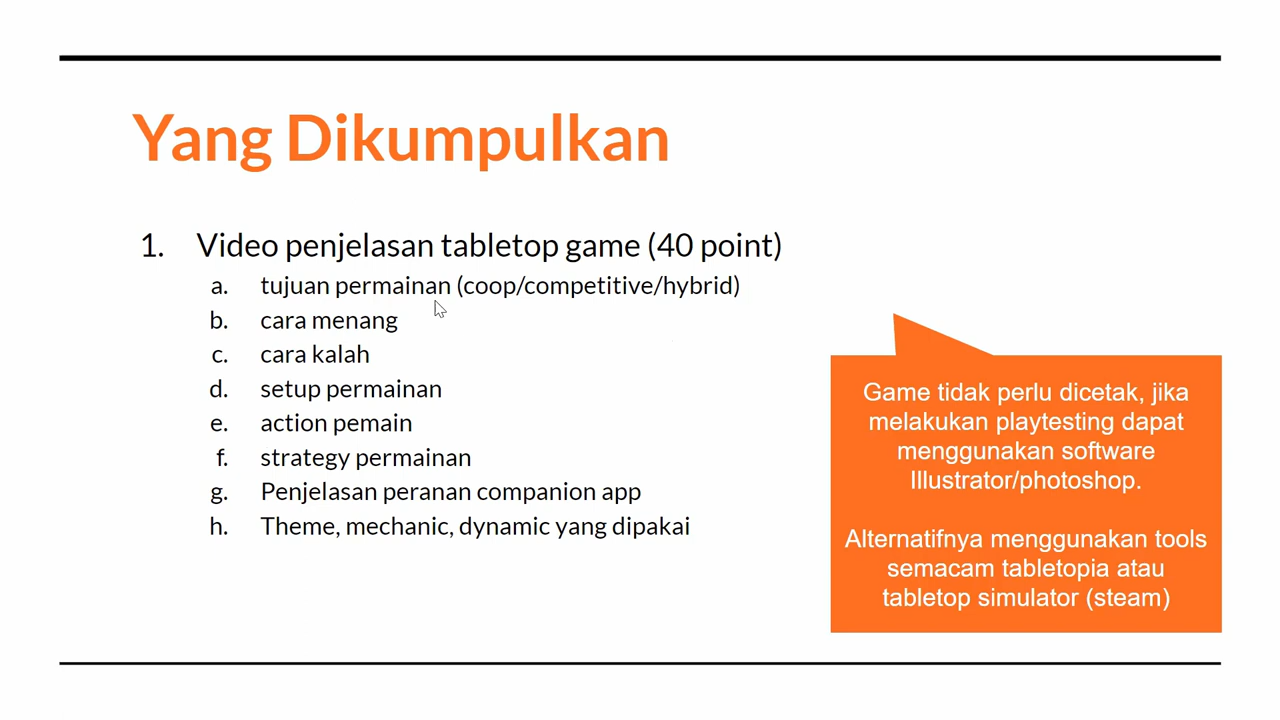 Yang Dikumpulkan
1. Video penjelasan tabletop game (40 point)
a. tujuan permainan (coop/competitive/hybrid)
b. cara menang
c. cara kalah
d. setup permainan
e. action pemain
f. strategy permainan
g. Penjelasan peranan companion app
h. Theme, mechanic, dynamic yang dipakai
Game tidak perlu dicetak, jika
melakukan playtesting dapat
menggunakan software
Illustrator/photoshop.
Alternatifnya menggunakan tools
semacam tabletopia atau
tabletop simulator (steam)